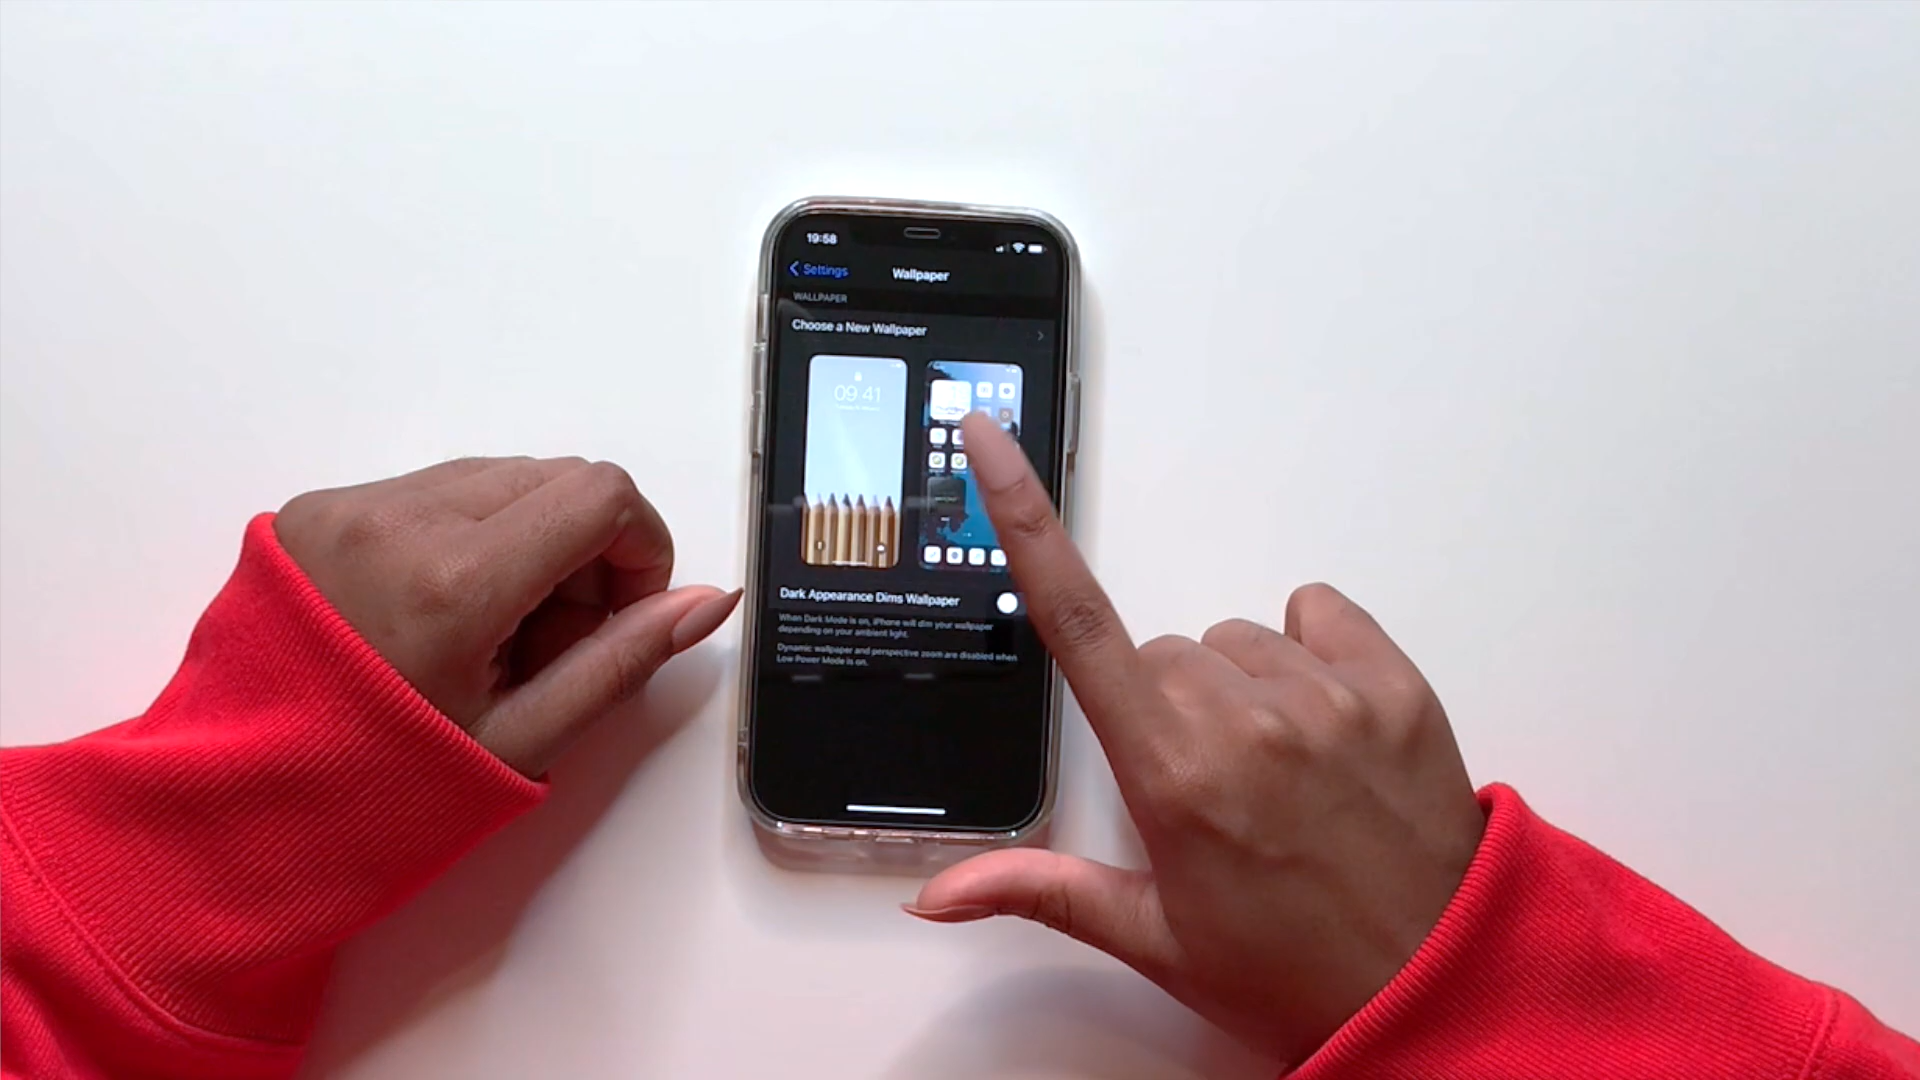 19:58
Settings
Wallpaper
WALLPAPER
Choose a New Wallpaper
09 41
Dark Appearance Dims Wallpaper
When Dark Mode is on, iPhone will dim your wallpaper
depending on your ambient light.
Dynamic wallpaper and perspective zoom are disabled when
Low Power Mode is on.